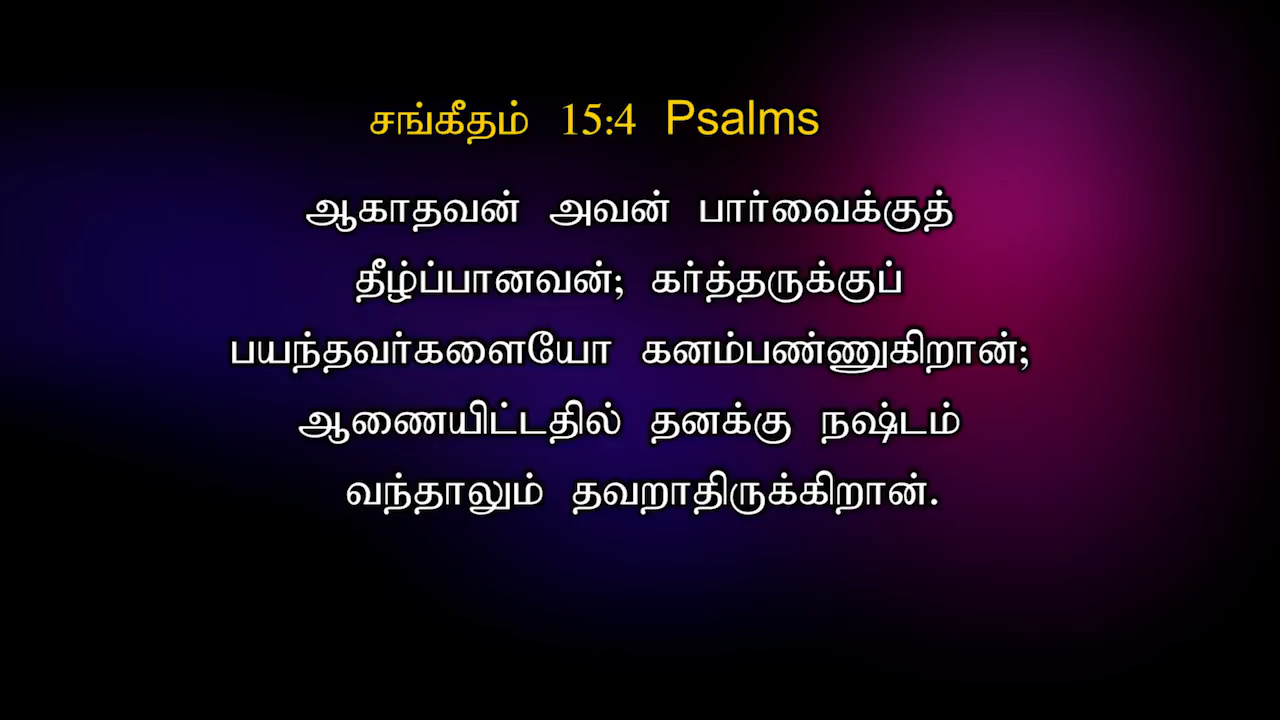 சங்கீதம் 15:4 Psalms
ஆகாதவன் அவன் பார்வைக்குத்
தீழ்ப்பானவன்; கர்த்தருக்குப்
பயந்தவர்களையோ கனம்பண்ணுகிறான்;
ஆணையிட்டதில் தனக்கு நஷ்டம்
வந்தாலும் தவறாதிருக்கிறான்.